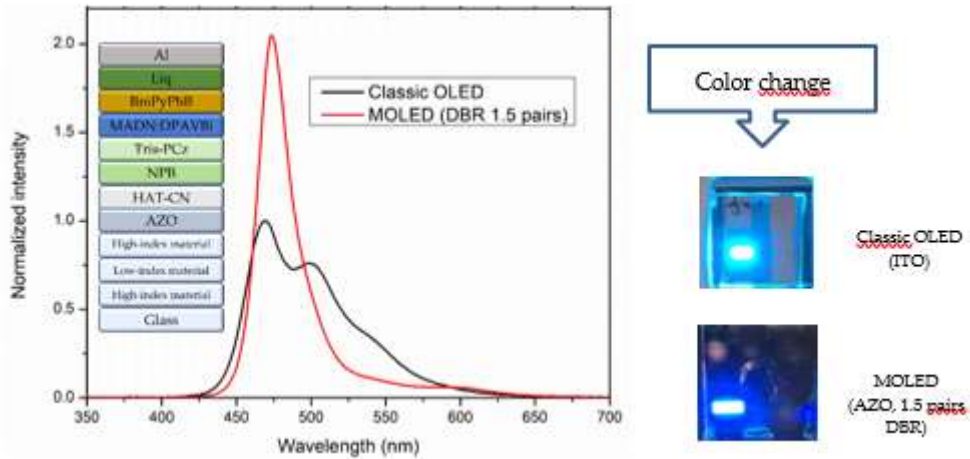 2.0
1.5
1.0
0.5
0.0
Normalized intensity
350
400
450
500
550
600
650
700
Wavelength (nm)
Al
Liq
BmPyPhB
MADN:DPAVBi
Tris-PCz
NPB
HAT-CN
AZO
High-index material
Low-index material
High-index material
Glass
Classic OLED
MOLED (DBR 1.5 pairs)
Color change
Classic OLED
(ITO)
MOLED
(AZO, 1.5 pairs
DBR)